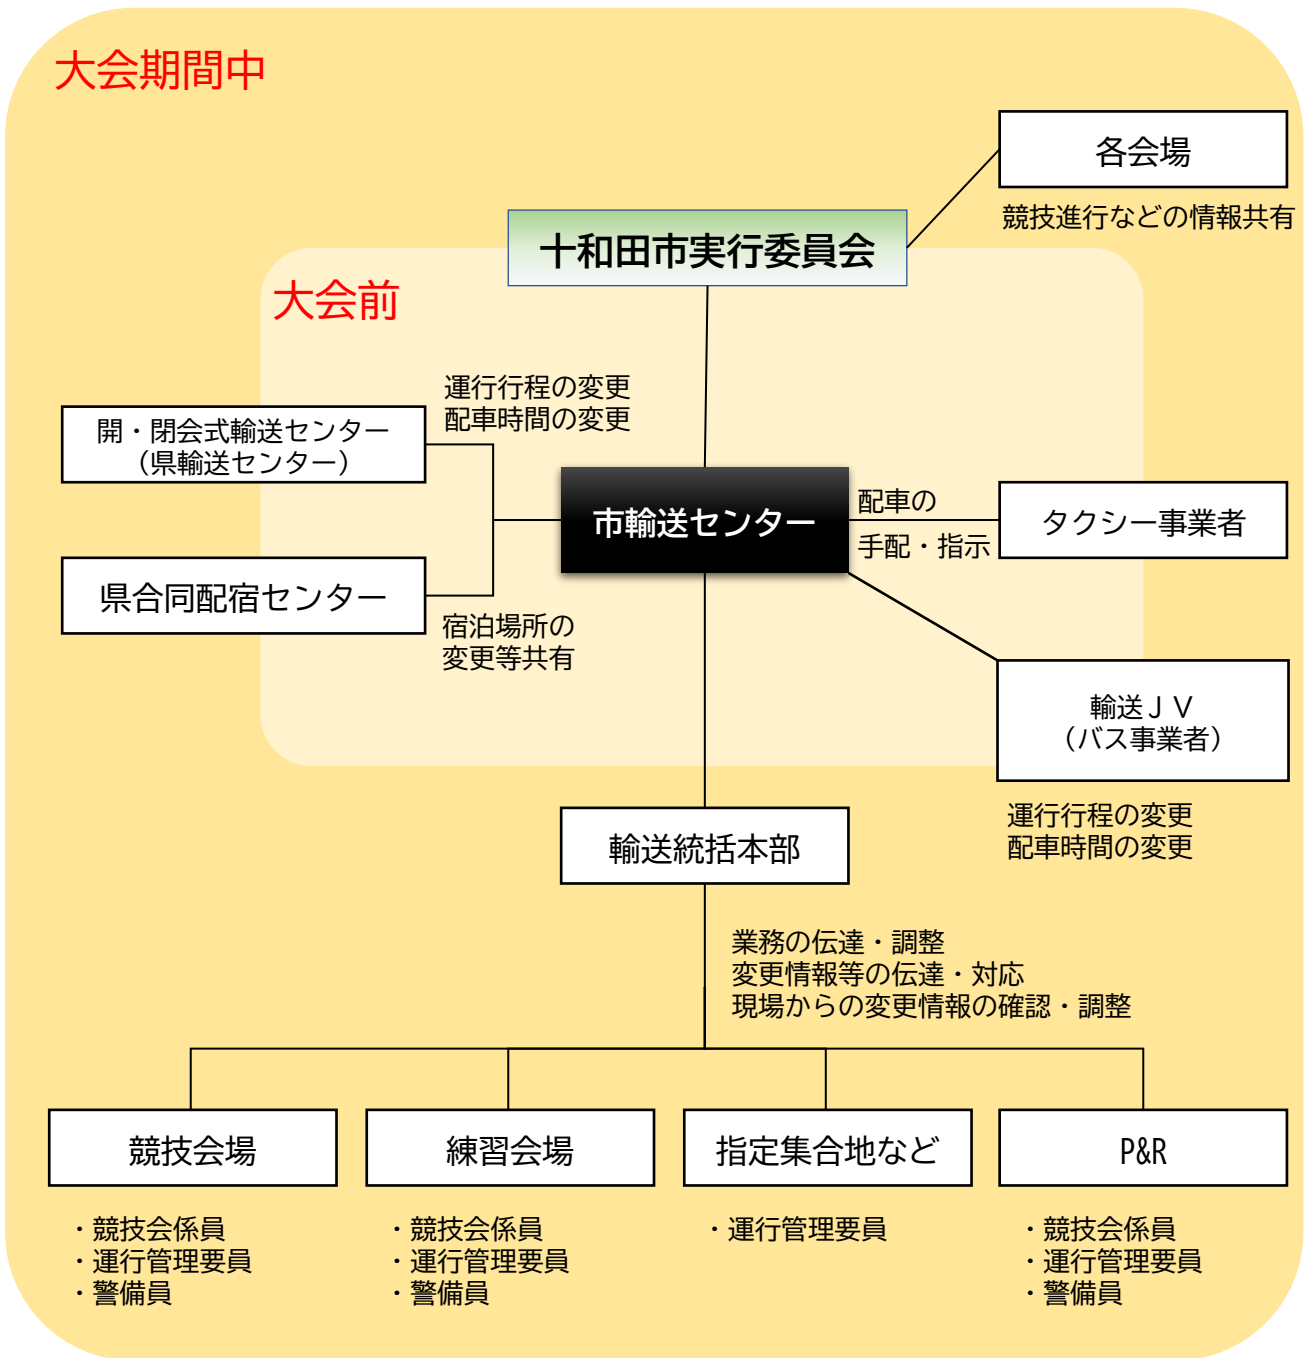 大会期間中
各会場
競技進行などの情報共有
十和田市実行委員会
大会前
運行行程の変更
配車時間の変更
開・閉会式輸送センター
（県輸送センター）
市輸送センター
配車の
手配・指示
タクシー事業者
県合同配宿センター
宿泊場所の
変更等共有
輸送ＪＶ
（バス事業者）
運行行程の変更
配車時間の変更
輸送統括本部
業務の伝達・調整
変更情報等の伝達・対応
現場からの変更情報の確認・調整
競技会場
練習会場
指定集合地など
P&R
・競技会係員
・運行管理要員
・警備員
・競技会係員
・運行管理要員
・警備員
・運行管理要員
・競技会係員
・運行管理要員
・警備員